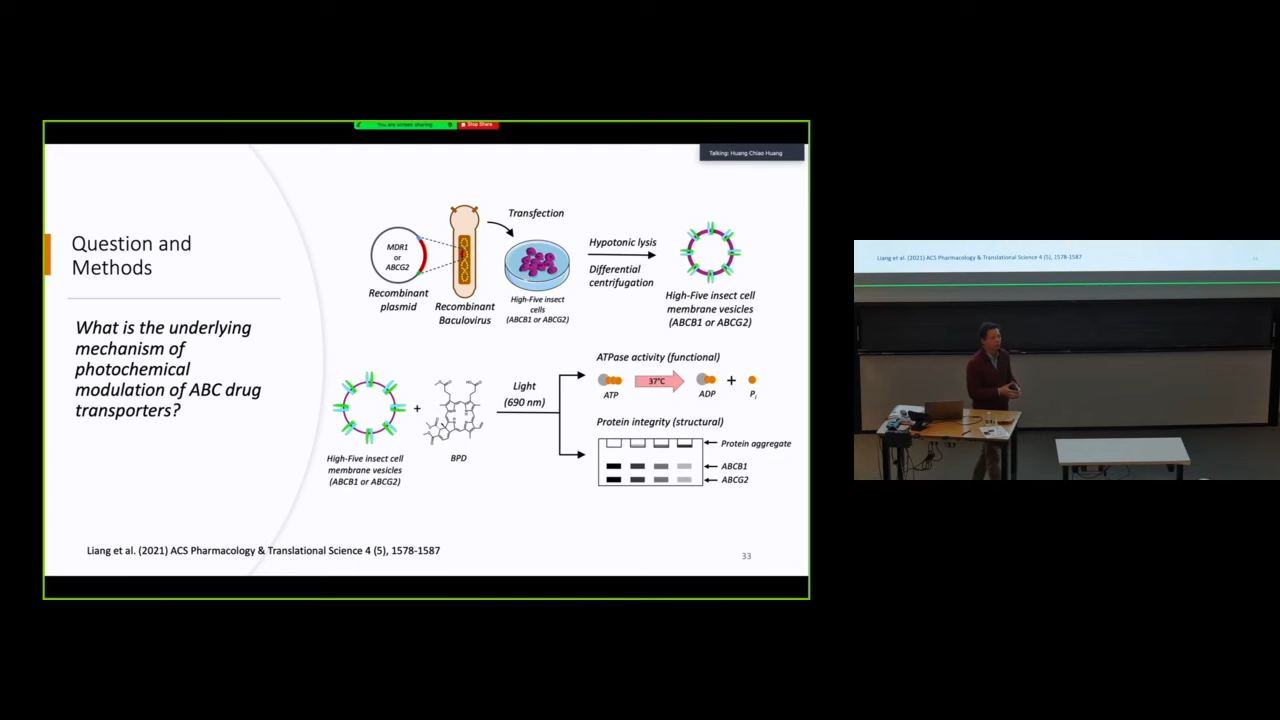 You are screen sharing
Stop Share
Talking: Huang Chiao Huang
Question and
Methods
What is the underlying
mechanism of
photochemical
modulation of ABC drug
transporters?
MDR1
or
ABCG2
Recombinant
plasmid
Recombinant
Baculovirus
Transfection
High-Five insect
cells
(ABCB1 or ABCG2)
Hypotonic lysis
Differential
centrifugation
High-Five insect cell
membrane vesicles
(ABCB1 or ABCG2)
High-Five insect cell
membrane vesicles
(ABCB1 or ABCG2)
+
BPD
Light
(690 nm)
ATPase activity (functional)
ATP
37°C
ADP
+
Pi
Protein integrity (structural)
Protein aggregate
ABCB1
ABCG2
Liang et al. (2021) ACS Pharmacology & Translational Science 4 (5), 1578-1587
33
Liang et al. (2021) ACS Pharmacology & Translational Science 4 (5), 1578-1587